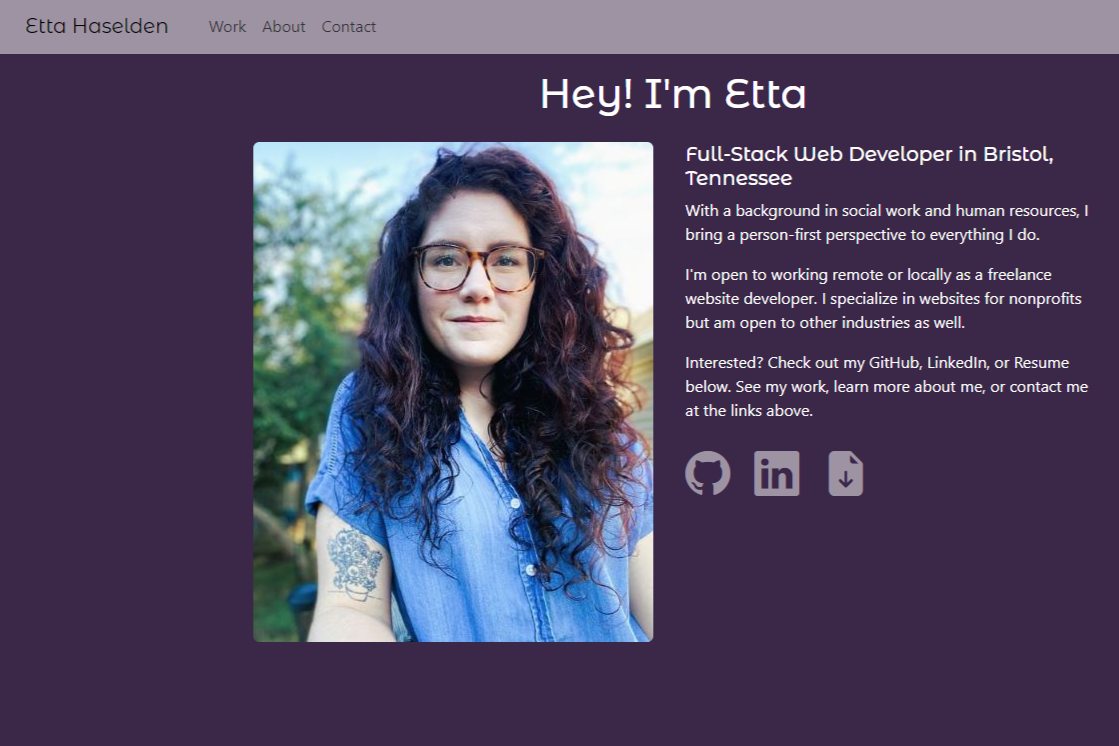 Etta Haselden Work About Contact
Hey! I'm Etta
Full-Stack Web Developer in Bristol,
Tennessee
With a background in social work and human resources, I
bring a person-first perspective to everything I do.
I'm open to working remote or locally as a freelance
website developer. I specialize in websites for nonprofits
but am open to other industries as well.
Interested? Check out my GitHub, LinkedIn, or Resume
below. See my work, learn more about me, or contact me
at the links above.
in